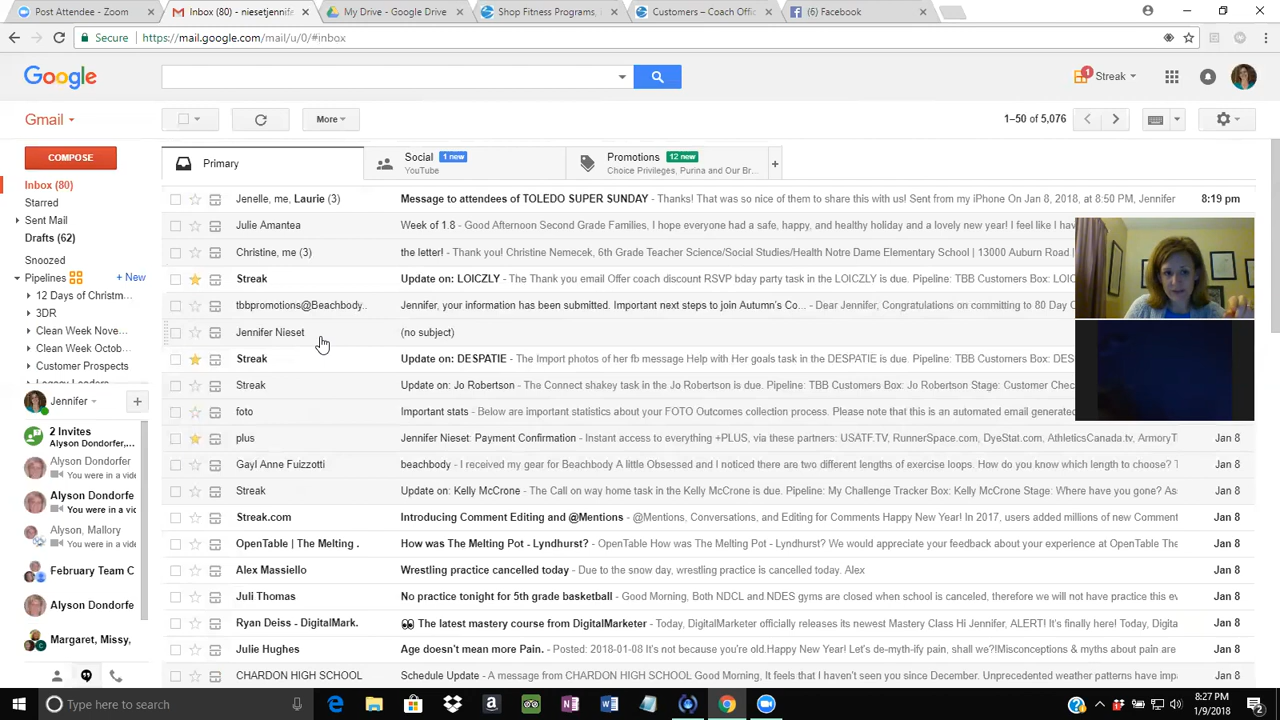 Post Attendee - Zoom
Inbox (80) - niesetjennife
My Drive - Google Drive
Shop Fitness Programs,
Customers – Coach Offic
(6) Facebook
Secure | https://mail.google.com/mail/u/0/#inbox
Google
1 Streak
Gmail
More
1–50 of 5,076
COMPOSE
Primary
Social 1 new
YouTube
Promotions 12 new
Choice Privileges, Purina and Our Br...
Inbox (80)
Starred
Sent Mail
Drafts (62)
Snoozed
Pipelines + New
12 Days of Christm...
3DR
Clean Week Nove...
Clean Week Octob...
Customer Prospects
Legacy Leaders
Jennifer
2 Invites
Alyson Dondorfer,...
Alyson Dondorfer
You were in a vide
Alyson Dondorfe
You were in a vic
Alyson, Mallory
You were in a vide
February Team C
Alyson Dondorfe
Margaret, Missy,
Jenelle, me, Laurie (3) Message to attendees of TOLEDO SUPER SUNDAY - Thanks! That was so nice of them to share this with us! Sent from my iPhone On Jan 8, 2018, at 8:50 PM, Jennifer 8:19 pm
Julie Amantea Week of 1.8 - Good Afternoon Second Grade Families, I hope everyone had a safe, happy, and healthy holiday and a lovely new year! I feel like I hav
Christine, me (3) the letter! - Thank you! Christine Nemecek, 6th Grade Teacher Science/Social Studies/Health Notre Dame Elementary School | 13000 Auburn Road |
Streak Update on: LOICZLY - The Thank you email Offer coach discount RSVP bday party task in the LOICZLY is due. Pipeline: TBB Customers Box: LO
tbbpromotions@Beachbody. Jennifer, your information has been submitted. Important next steps to join Autumn's Co... - Dear Jennifer, Congratulations on committing to 80 Day C
Jennifer Nieset (no subject)
Streak Update on: DESPATIE - The Import photos of her fb message Help with Her goals task in the DESPATIE is due. Pipeline: TBB Customers Box: DES
Streak Update on: Jo Robertson - The Connect shakey task in the Jo Robertson is due. Pipeline: TBB Customers Box: Jo Robertson Stage: Customer Chec
foto Important stats - Below are important statistics about your FOTO Outcomes collection process. Please note that this is an automated email generated
plus Jennifer Nieset: Payment Confirmation - Instant access to everything +PLUS, via these partners: USATF.TV, RunnerSpace.com, DyeStat.com, AthleticsCanada.tv, ArmoryT Jan 8
Gayl Anne Fuizzotti beachbody - I received my gear for Beachbody A little Obsessed and I noticed there are two different lengths of exercise loops. How do you know which length to choose? T Jan 8
Streak Update on: Kelly McCrone - The Call on way home task in the Kelly McCrone is due. Pipeline: My Challenge Tracker Box: Kelly McCrone Stage: Where have you gone? As Jan 8
Streak.com Introducing Comment Editing and @Mentions - @Mentions, Conversations, and Editing for Comments Happy New Year! In 2017, users added millions of new Comment Jan 8
OpenTable | The Melting . How was The Melting Pot - Lyndhurst? - OpenTable How was The Melting Pot - Lyndhurst? We would appreciate your feedback about your experience at OpenTable The Jan 8
Alex Massiello Wrestling practice cancelled today - Due to the snow day, wrestling practice is cancelled today. Alex Jan 8
Juli Thomas No practice tonight for 5th grade basketball - Good Morning, Both NDCL and NDES gyms are closed when school is canceled, therefore we will not have practice this ev Jan 8
Ryan Deiss - DigitalMark. The latest mastery course from DigitalMarketer - Today, DigitalMarketer officially releases its newest Mastery Class Hi Jennifer, ALERT! It's finally here! Today, Digita Jan 8
Julie Hughes Age doesn't mean more Pain. - Posted: 2018-01-08 It's not because you're old.Happy New Year! Let's de-myth-ify pain, shall we?!Misconceptions & myths about pain are Jan 8
CHARDON HIGH SCHOOL Schedule Update - A message from CHARDON HIGH SCHOOL Good Morning, It feels that I haven't seen you since December. Unprecedented weather patterns have imp Jan 8
Type here to search
8:27 PM
1/9/2018